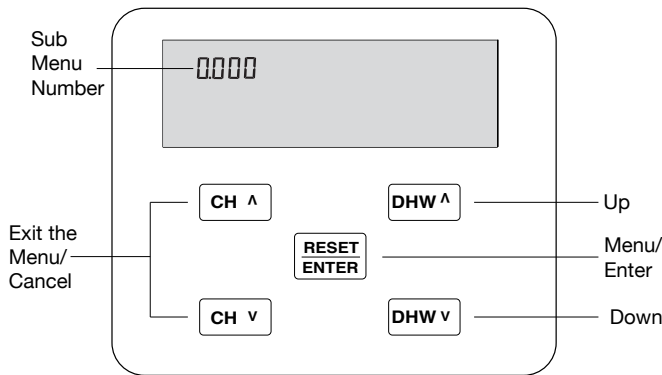 Sub
Menu
Number
0.000
CH ∧
DHW ∧
Up
Exit the
Menu/
Cancel
RESET
ENTER
Menu/
Enter
CH ∨
DHW ∨
Down